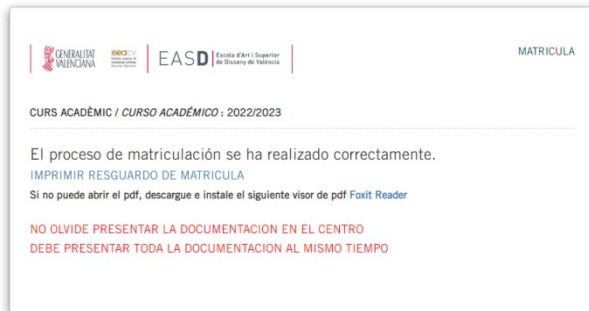 GENERALITAT
VALENCIANA
iseacv
EASD
Escola d'Art i Superior
de Disseny de València
MATRICULA
CURS ACADÈMIC / CURSO ACADÉMICO : 2022/2023
El proceso de matriculación se ha realizado correctamente.
IMPRIMIR RESGUARDO DE MATRICULA
Si no puede abrir el pdf, descargue e instale el siguiente visor de pdf Foxit Reader
NO OLVIDE PRESENTAR LA DOCUMENTACION EN EL CENTRO
DEBE PRESENTAR TODA LA DOCUMENTACION AL MISMO TIEMPO